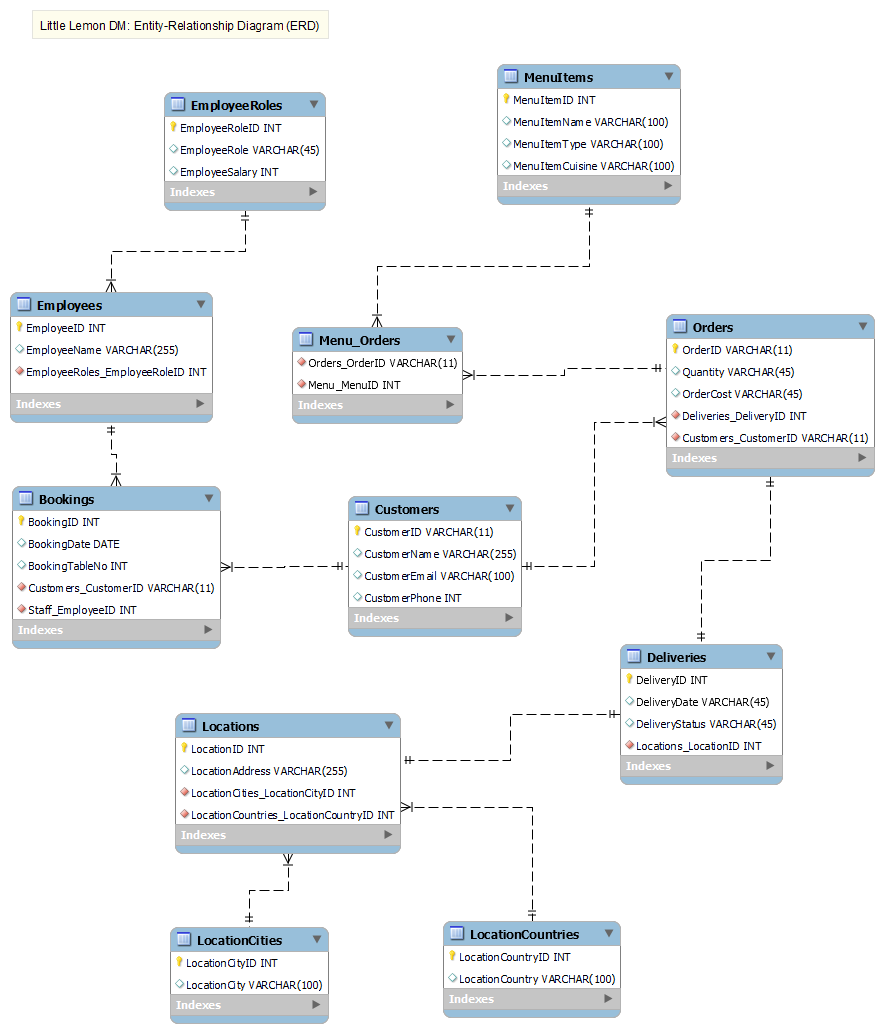 Little Lemon DM: Entity-Relationship Diagram (ERD)
MenuItems
MenuItemID INT
MenuItemName VARCHAR(100)
MenuItemType VARCHAR(100)
MenuItemCuisine VARCHAR(100)
Indexes
EmployeeRoles
EmployeeRoleID INT
EmployeeRole VARCHAR(45)
EmployeeSalary INT
Indexes
Employees
EmployeeID INT
EmployeeName VARCHAR(255)
EmployeeRoles_EmployeeRoleID INT
Indexes
Menu_Orders
Orders_OrderID VARCHAR(11)
Menu_MenuID INT
Indexes
Orders
OrderID VARCHAR(11)
Quantity VARCHAR(45)
OrderCost VARCHAR(45)
Deliveries_DeliveryID INT
Customers_CustomerID VARCHAR(11)
Indexes
Bookings
BookingID INT
BookingDate DATE
BookingTableNo INT
Customers_CustomerID VARCHAR(11)
Staff_EmployeeID INT
Indexes
Customers
CustomerID VARCHAR(11)
CustomerName VARCHAR(255)
CustomerEmail VARCHAR(100)
CustomerPhone INT
Indexes
Deliveries
DeliveryID INT
DeliveryDate VARCHAR(45)
DeliveryStatus VARCHAR(45)
Locations_LocationID INT
Indexes
Locations
LocationID INT
LocationAddress VARCHAR(255)
LocationCities_LocationCityID INT
LocationCountries_LocationCountryID INT
Indexes
LocationCities
LocationCityID INT
LocationCity VARCHAR(100)
Indexes
LocationCountries
LocationCountryID INT
LocationCountry VARCHAR(100)
Indexes